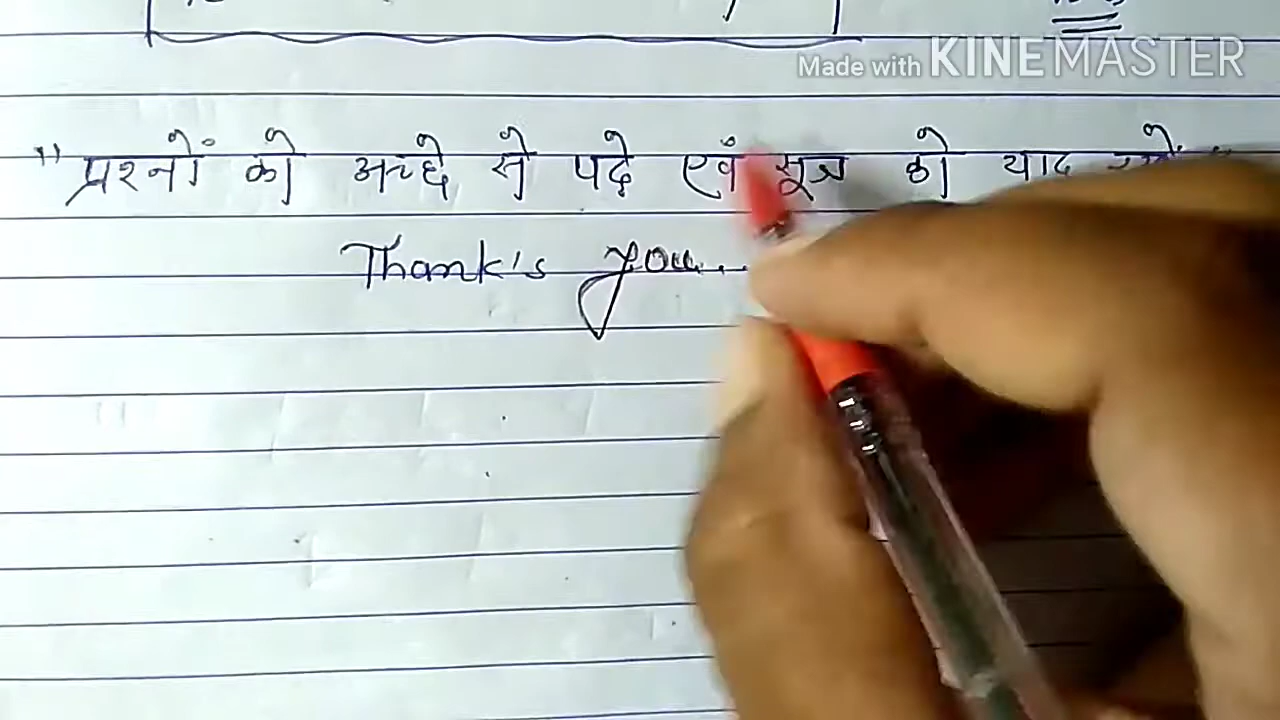 Made with KINEMASTER
"प्रश्नों को अच्छे से पढे एवं सूत्र को याद
Thank's you...